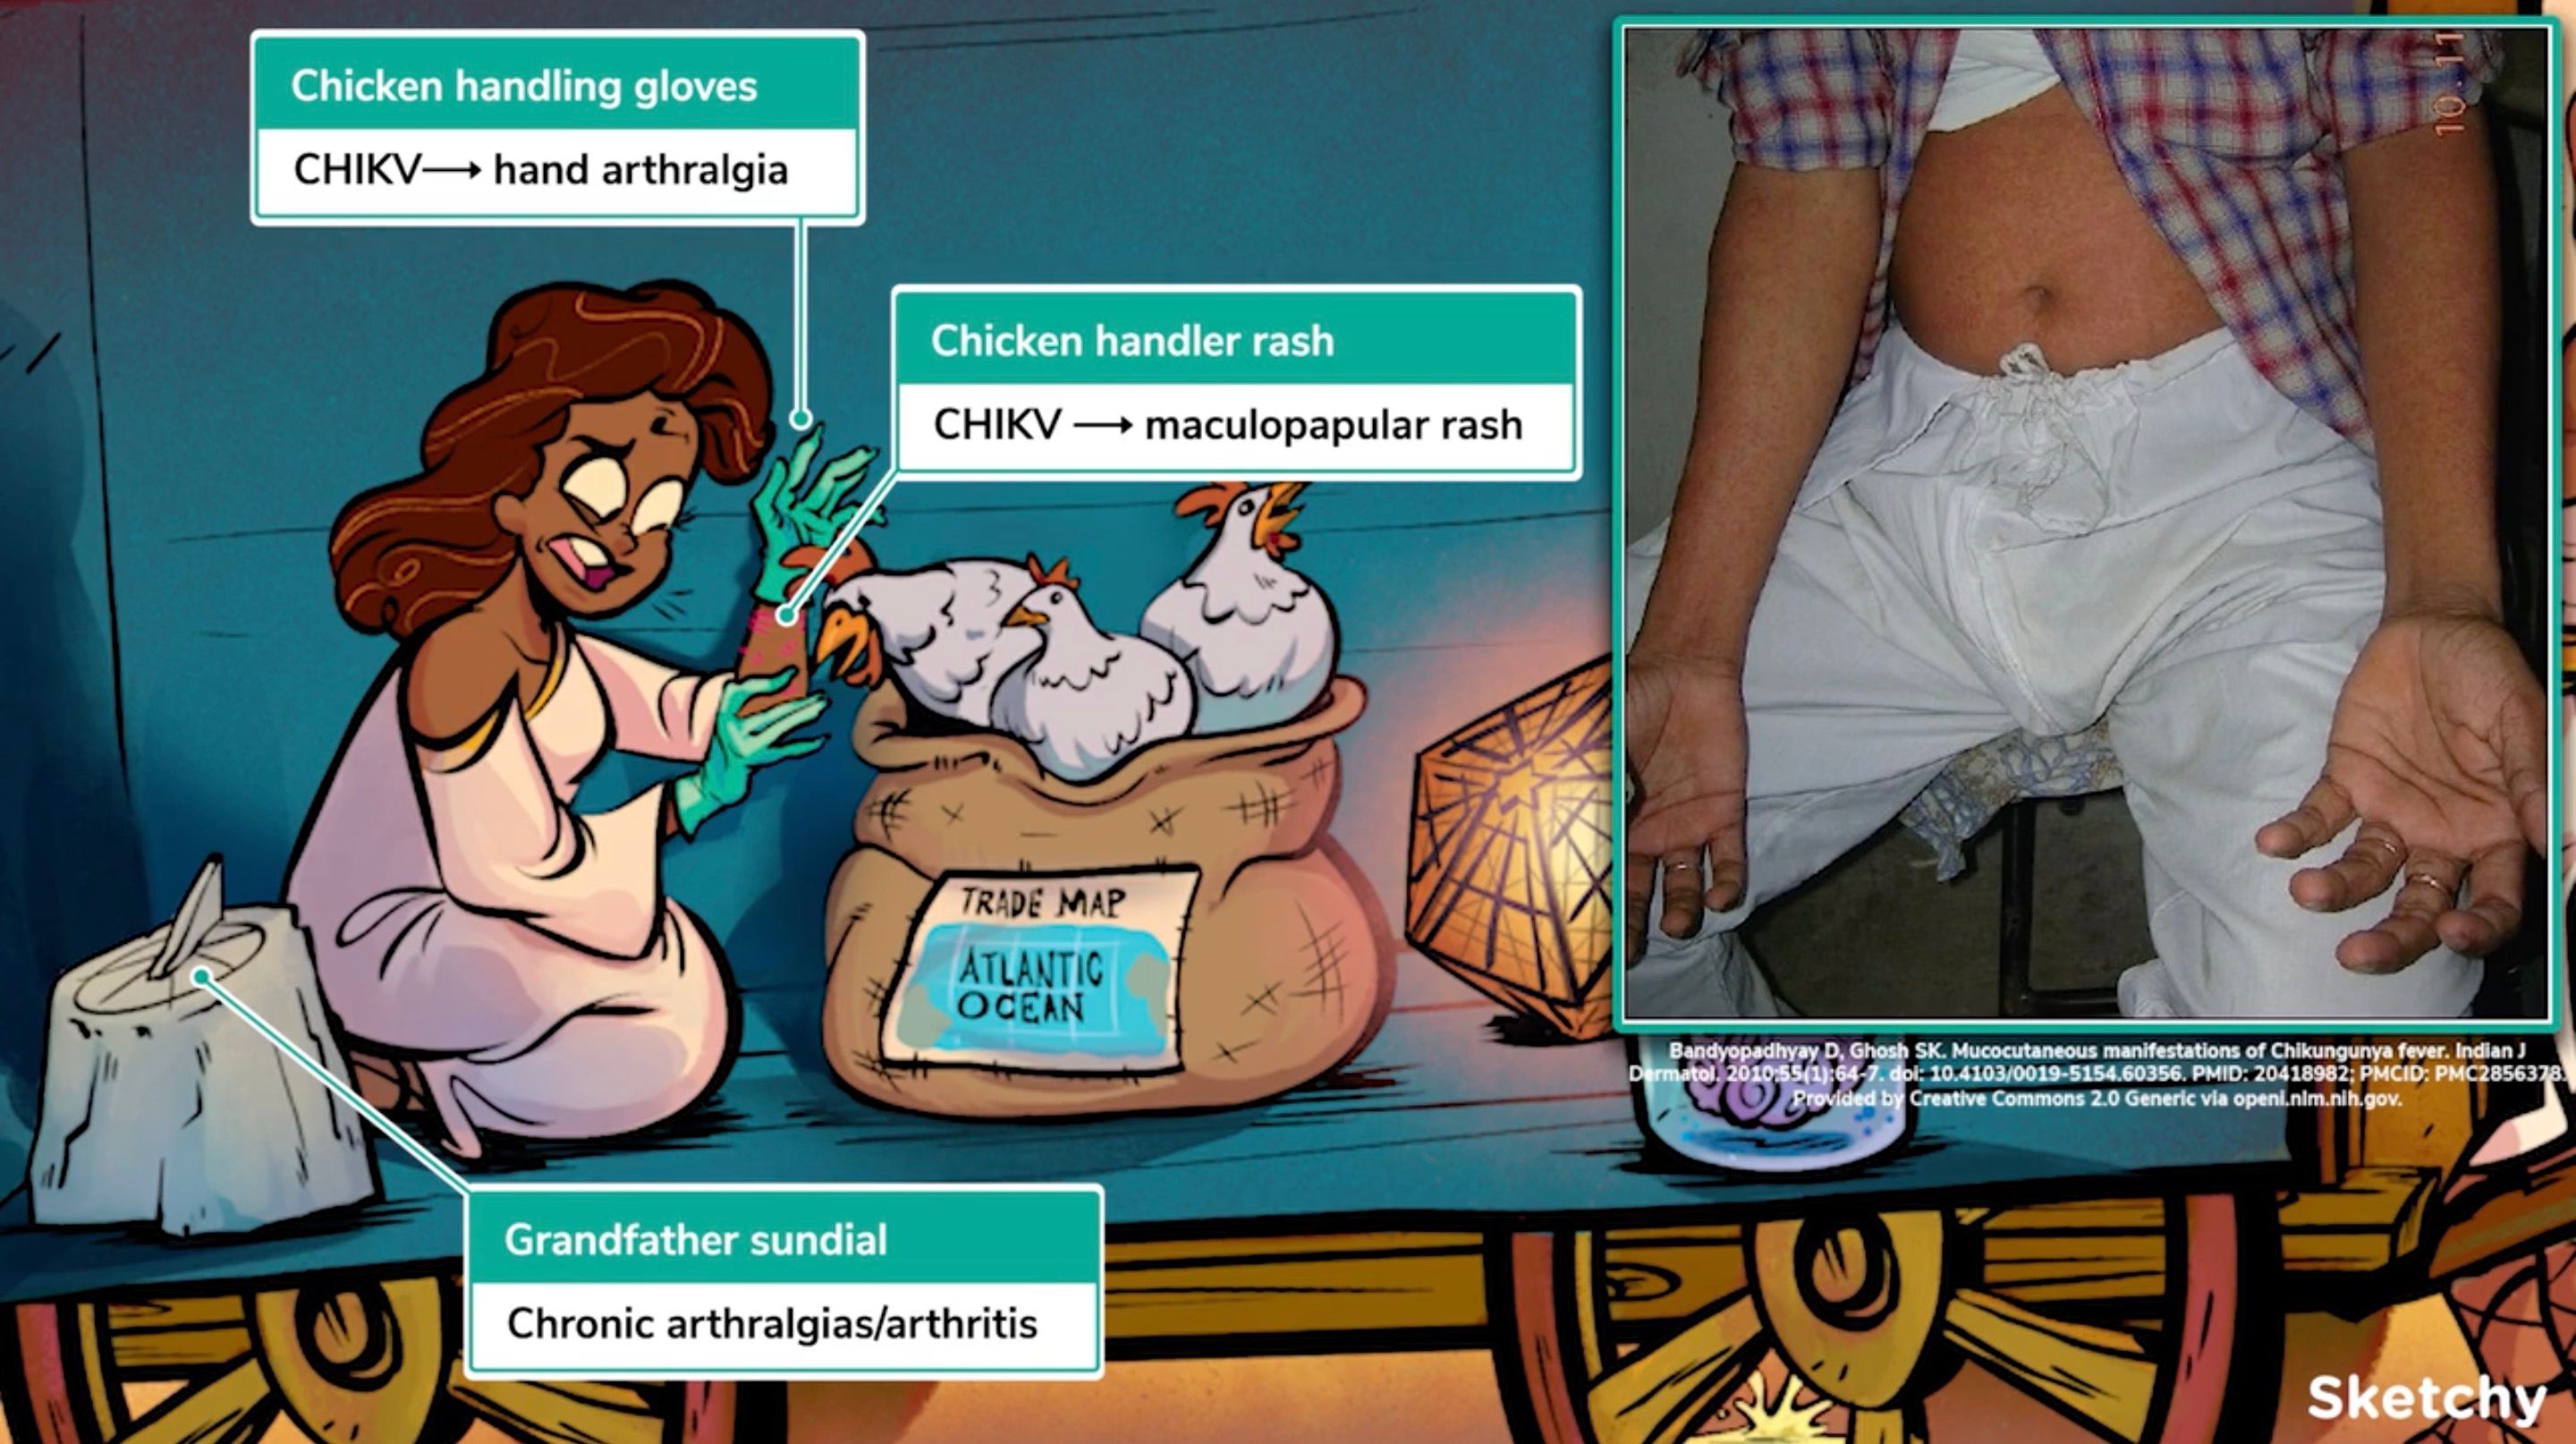 Chicken handling gloves
CHIKV⟶ hand arthralgia
Chicken handler rash
CHIKV ⟶ maculopapular rash
10.11
TRADE MAP
ATLANTIC
OCEAN
Bandyopadhyay D, Ghosh SK. Mucocutaneous manifestations of Chikungunya fever. Indian J
Dermatol. 2010;55(1):64-7. doi: 10.4103/0019-5154.60356. PMID: 20418982; PMCID: PMC2856378.
Provided by Creative Commons 2.0 Generic via openi.nlm.nih.gov.
Grandfather sundial
Chronic arthralgias/arthritis
Sketchy